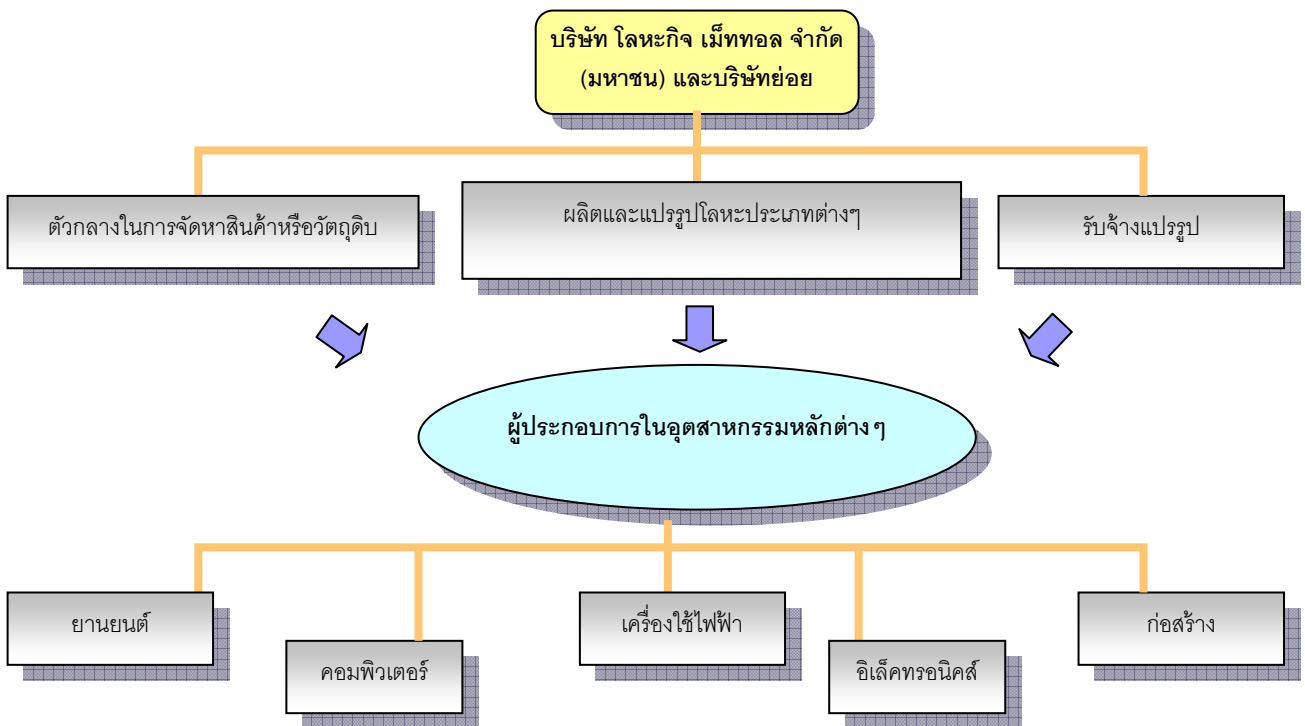 บริษัท โลหะกิจ เม็ททอล จำกัด
(มหาชน) และบริษัทย่อย
ตัวกลางในการจัดหาสินค้าหรือวัตถุดิบ
ผลิตและแปรรูปโลหะประเภทต่างๆ
รับจ้างแปรรูป
ผู้ประกอบการในอุตสาหกรรมหลักต่าง ๆ
ยานยนต์
คอมพิวเตอร์
เครื่องใช้ไฟฟ้า
อิเล็คทรอนิคส์
ก่อสร้าง